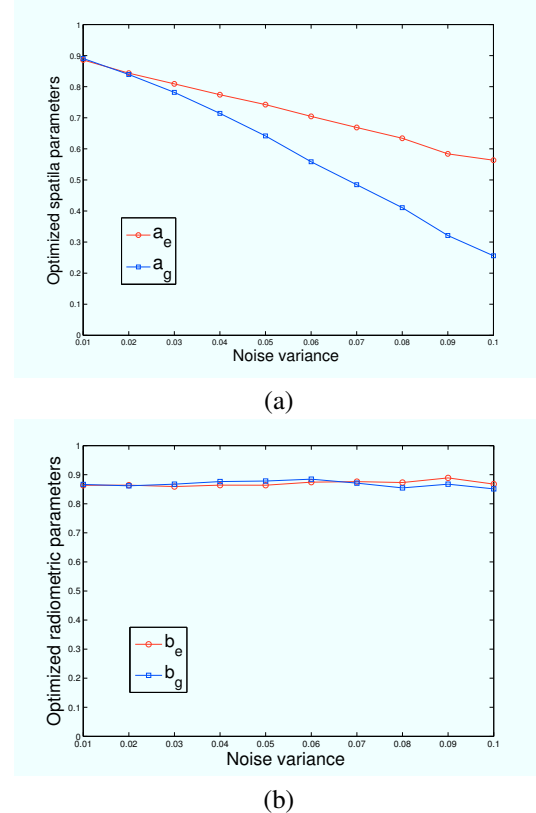 1
0.9
0.8
0.7
0.6
0.5
0.4
0.3
0.2
0.1
0
Optimized spatila parameters
a_e
a_g
0.01 0.02 0.03 0.04 0.05 0.06 0.07 0.08 0.09 0.1
Noise variance
(a)
1
0.9
0.8
0.7
0.6
0.5
0.4
0.3
0.2
0.1
0
Optimized radiometric parameters
b_e
b_g
0.01 0.02 0.03 0.04 0.05 0.06 0.07 0.08 0.09 0.1
Noise variance
(b)